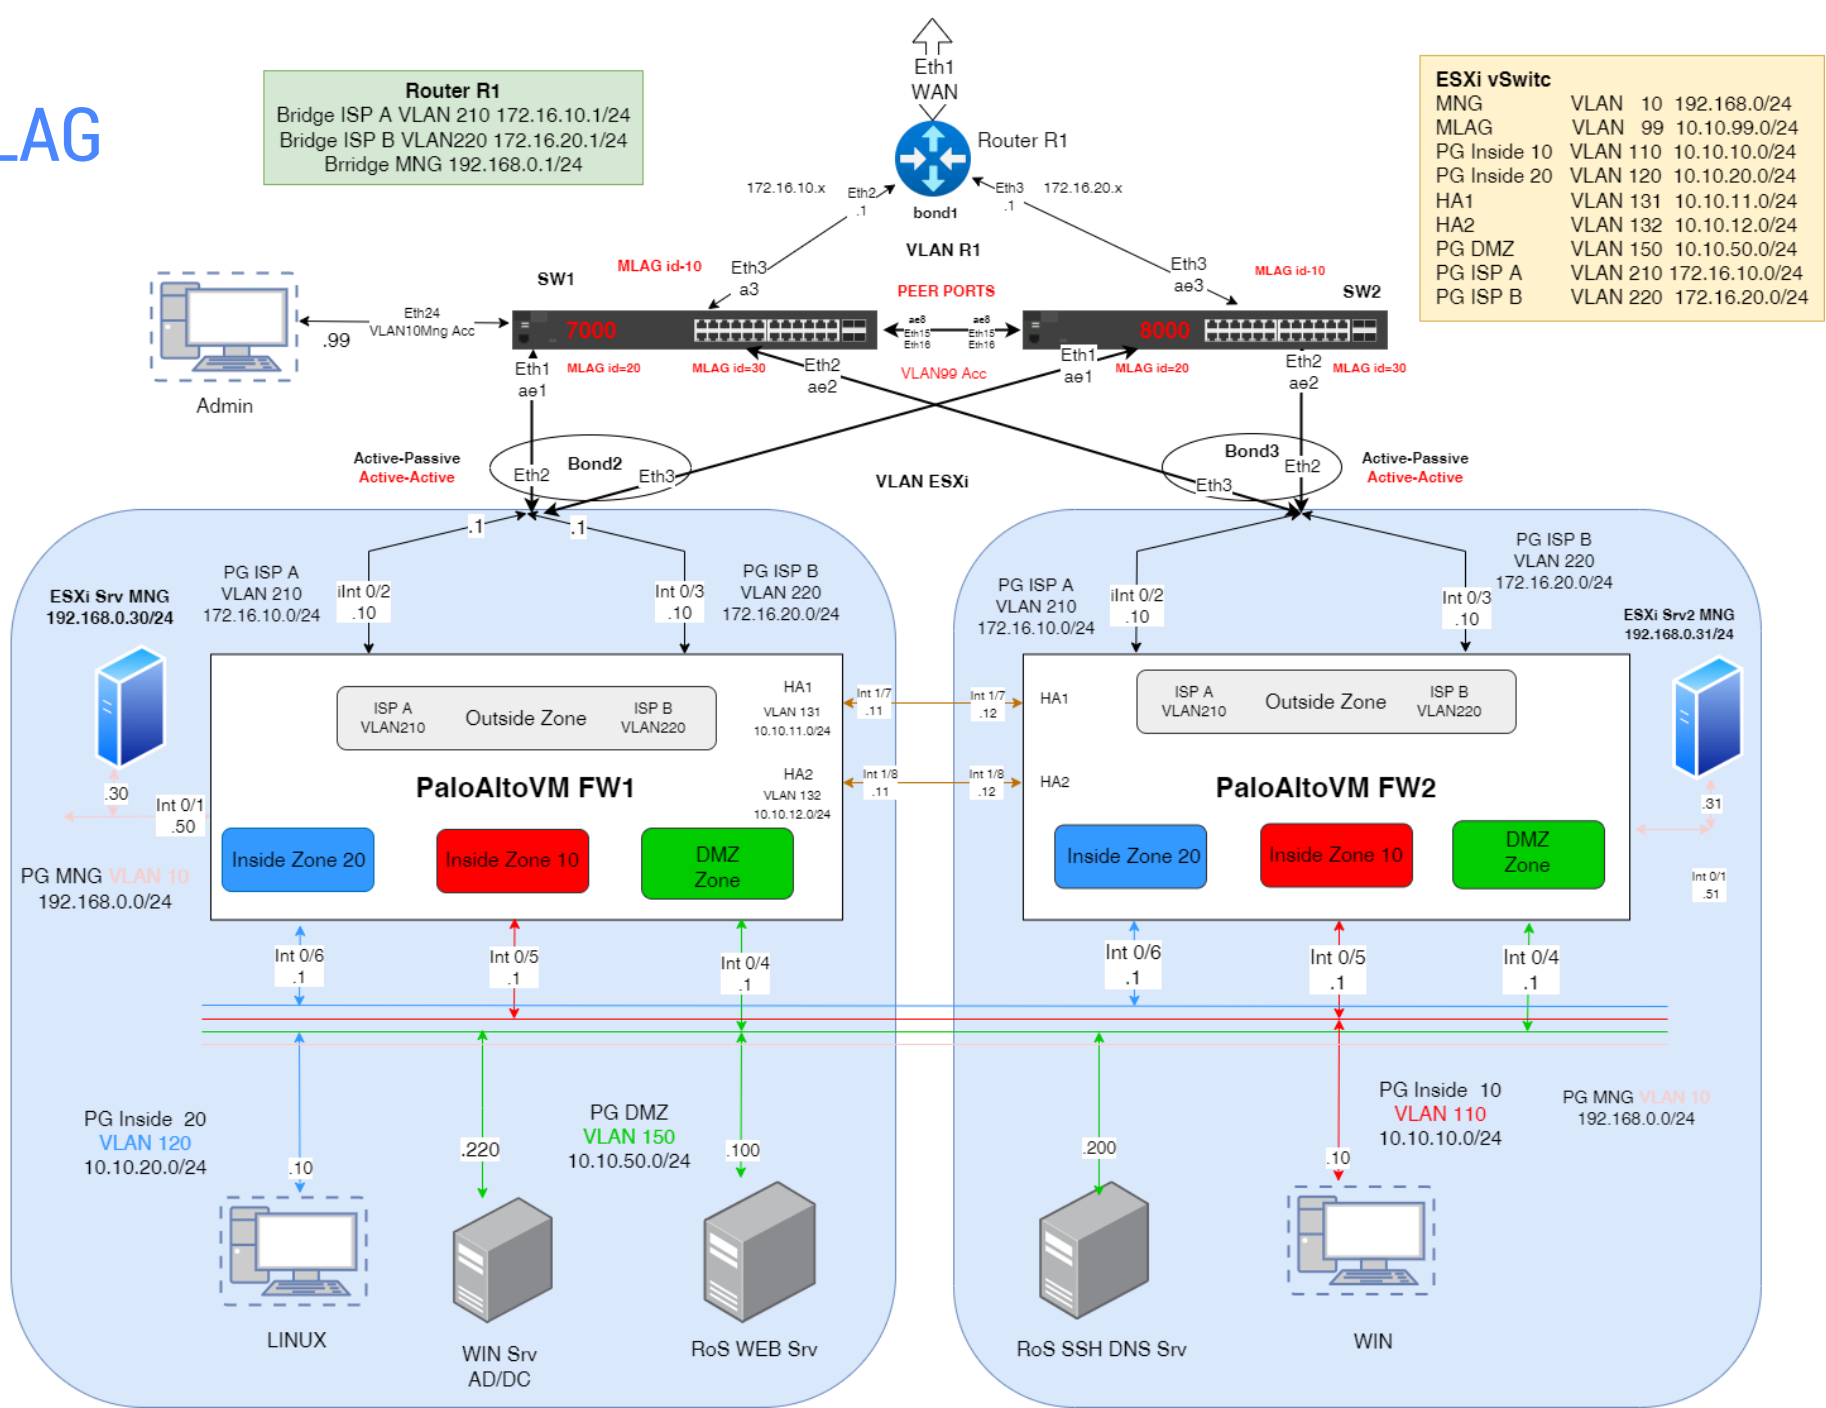 LAG
Router R1
Bridge ISP A VLAN 210 172.16.10.1/24
Bridge ISP B VLAN220 172.16.20.1/24
Brridge MNG 192.168.0.1/24
Eth1
WAN
Router R1
bond1
VLAN R1
ESXi vSwitc
MNG VLAN 10 192.168.0/24
MLAG VLAN 99 10.10.99.0/24
PG Inside 10 VLAN 110 10.10.10.0/24
PG Inside 20 VLAN 120 10.10.20.0/24
HA1 VLAN 131 10.10.11.0/24
HA2 VLAN 132 10.10.12.0/24
PG DMZ VLAN 150 10.10.50.0/24
PG ISP A VLAN 210 172.16.10.0/24
PG ISP B VLAN 220 172.16.20.0/24
172.16.10.x
Eth2
.1
Eth3
.1
172.16.20.x
SW1
MLAG id-10
Eth3
a3
PEER PORTS
Eth3
ae3
MLAG id-10
SW2
Admin
.99
Eth24
VLAN10Mng Acc
7000
ae8
Eth15
Eth16
ae8
Eth15
Eth16
8000
Eth1
ae1
MLAG id=20
MLAG id=30
Eth2
ae2
VLAN99 Acc
Eth1
ae1
MLAG id=20
Eth2
ae2
MLAG id=30
Active-Passive
Active-Active
Bond2
Eth2
Eth3
VLAN ESXi
Bond3
Eth2
Eth3
Active-Passive
Active-Active
.1
.1
ESXi Srv MNG
192.168.0.30/24
PG ISP A
VLAN 210
172.16.10.0/24
iInt 0/2
.10
Int 0/3
.10
PG ISP B
VLAN 220
172.16.20.0/24
PG ISP A
VLAN 210
172.16.10.0/24
iInt 0/2
.10
Int 0/3
.10
PG ISP B
VLAN 220
172.16.20.0/24
ESXi Srv2 MNG
192.168.0.31/24
.30
Int 0/1
.50
PG MNG VLAN 10
192.168.0.0/24
ISP A
VLAN210
Outside Zone
ISP B
VLAN220
HA1
VLAN 131
10.10.11.0/24
PaloAltoVM FW1
HA2
VLAN 132
10.10.12.0/24
Inside Zone 20
Inside Zone 10
DMZ
Zone
Int 1/7
.11
Int 1/7
.12
Int 1/8
.11
Int 1/8
.12
HA1
HA2
ISP A
VLAN210
Outside Zone
ISP B
VLAN220
PaloAltoVM FW2
Inside Zone 20
Inside Zone 10
DMZ
Zone
.31
Int 0/1
.51
Int 0/6
.1
Int 0/5
.1
Int 0/4
.1
Int 0/6
.1
Int 0/5
.1
Int 0/4
.1
PG Inside 20
VLAN 120
10.10.20.0/24
.10
.220
PG DMZ
VLAN 150
10.10.50.0/24
.100
.200
.10
PG Inside 10
VLAN 110
10.10.10.0/24
PG MNG VLAN 10
192.168.0.0/24
LINUX
WIN Srv
AD/DC
RoS WEB Srv
RoS SSH DNS Srv
WIN